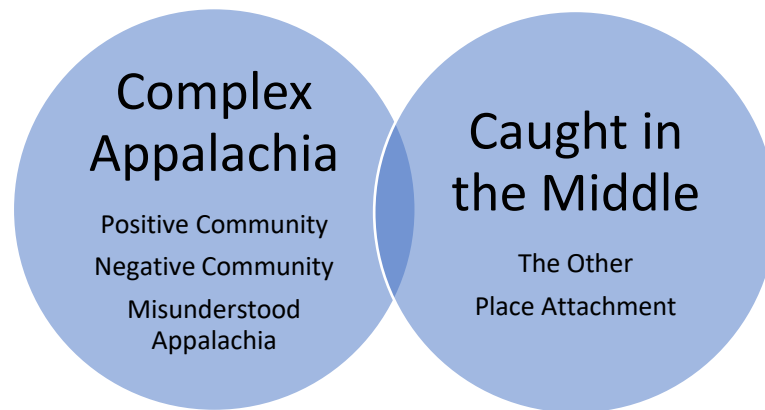 Complex
Appalachia
Positive Community
Negative Community
Misunderstood
Appalachia
Caught in
the Middle
The Other
Place Attachment